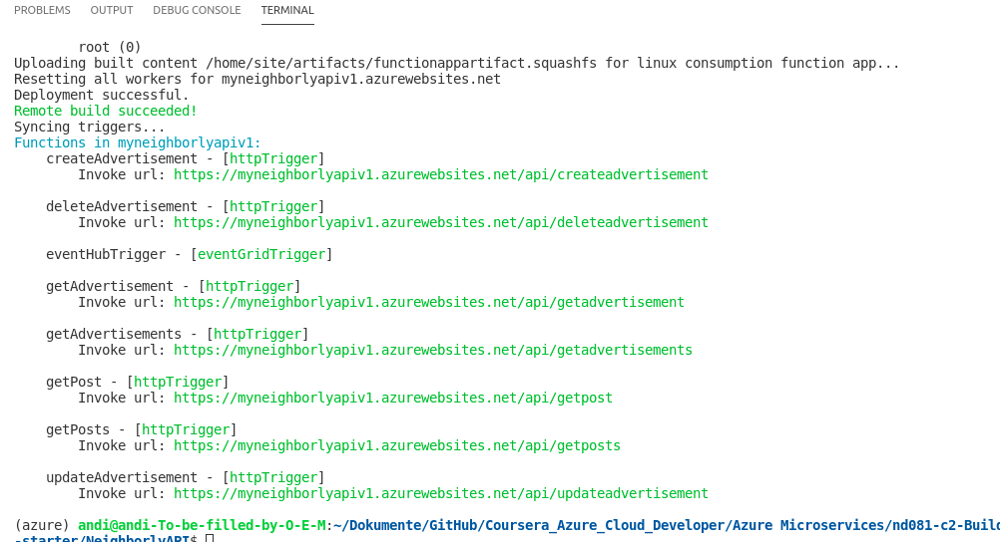 PROBLEMS OUTPUT DEBUG CONSOLE TERMINAL
root (0)
Uploading built content /home/site/artifacts/functionappartifact.squashfs for linux consumption function app...
Resetting all workers for myneighborlyapiv1.azurewebsites.net
Deployment successful.
Remote build succeeded!
Syncing triggers...
Functions in myneighborlyapiv1:
createAdvertisement - [httpTrigger]
Invoke url: https://myneighborlyapiv1.azurewebsites.net/api/createadvertisement
deleteAdvertisement - [httpTrigger]
Invoke url: https://myneighborlyapiv1.azurewebsites.net/api/deleteadvertisement
eventHubTrigger - [eventGridTrigger]
getAdvertisement - [httpTrigger]
Invoke url: https://myneighborlyapiv1.azurewebsites.net/api/getadvertisement
getAdvertisements - [httpTrigger]
Invoke url: https://myneighborlyapiv1.azurewebsites.net/api/getadvertisements
getPost - [httpTrigger]
Invoke url: https://myneighborlyapiv1.azurewebsites.net/api/getpost
getPosts - [httpTrigger]
Invoke url: https://myneighborlyapiv1.azurewebsites.net/api/getposts
updateAdvertisement - [httpTrigger]
Invoke url: https://myneighborlyapiv1.azurewebsites.net/api/updateadvertisement
(azure) andi@andi-To-be-filled-by-O-E-M:~/Dokumente/GitHub/Coursera_Azure_Cloud_Developer/Azure Microservices/nd081-c2-Build
-starter/NeighborlyAPI$